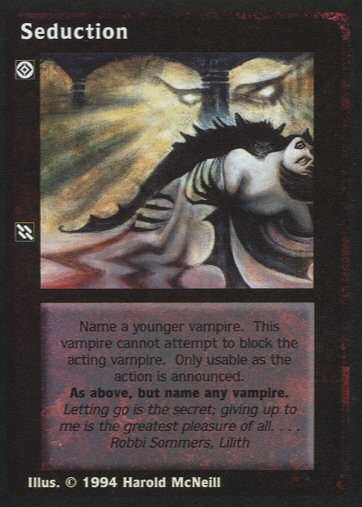 Seduction
Name a younger vampire. This
vampire cannot attempt to block the
acting vampire. Only usable as the
action is announced.
As above, but name any vampire.
Letting go is the secret; giving up to
me is the greatest pleasure of all. . . .
Robbi Sommers, Lilith
Illus. © 1994 Harold McNeill